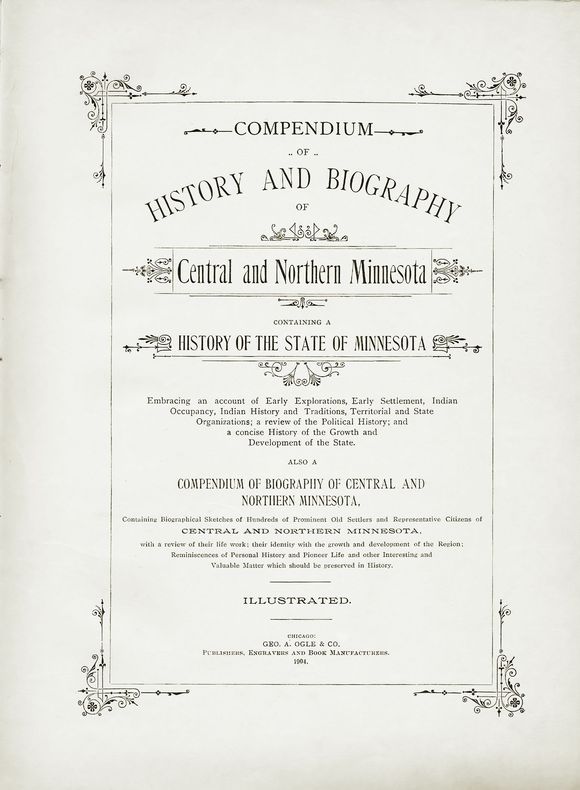 COMPENDIUM
.. OF ..
HISTORY AND BIOGRAPHY
OF
Central and Northern Minnesota
CONTAINING A
HISTORY OF THE STATE OF MINNESOTA
Embracing an account of Early Explorations, Early Settlement, Indian
Occupancy, Indian History and Traditions, Territorial and State
Organizations; a review of the Political History; and
a concise History of the Growth and
Development of the State.
ALSO A
COMPENDIUM OF BIOGRAPHY OF CENTRAL AND
NORTHERN MINNESOTA,
Containing Biographical Sketches of Hundreds of Prominent Old Settlers and Representative Citizens of
CENTRAL AND NORTHERN MINNESOTA,
with a review of their life work; their identity with the growth and development of the Region;
Reminiscences of Personal History and Pioneer Life and other Interesting and
Valuable Matter which should be preserved in History.
ILLUSTRATED.
CHICAGO:
GEO. A. OGLE & CO.
PUBLISHERS, ENGRAVERS AND BOOK MANUFACTURERS.
1904.